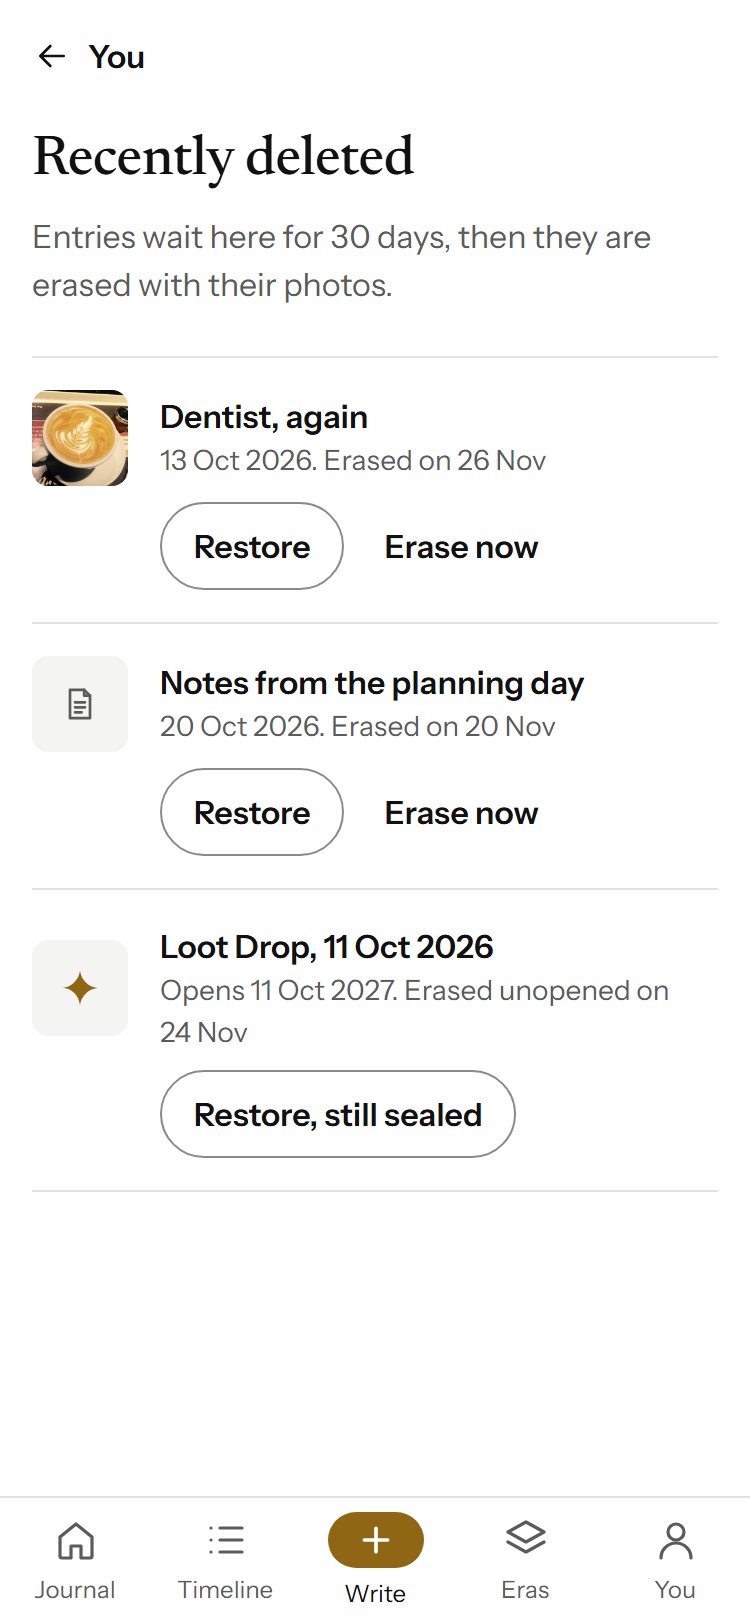 You
Recently deleted
Entries wait here for 30 days, then they are
erased with their photos.
Dentist, again
13 Oct 2026. Erased on 26 Nov
Restore Erase now
Notes from the planning day
20 Oct 2026. Erased on 20 Nov
Restore Erase now
Loot Drop, 11 Oct 2026
Opens 11 Oct 2027. Erased unopened on
24 Nov
Restore, still sealed
Journal Timeline Write Eras You